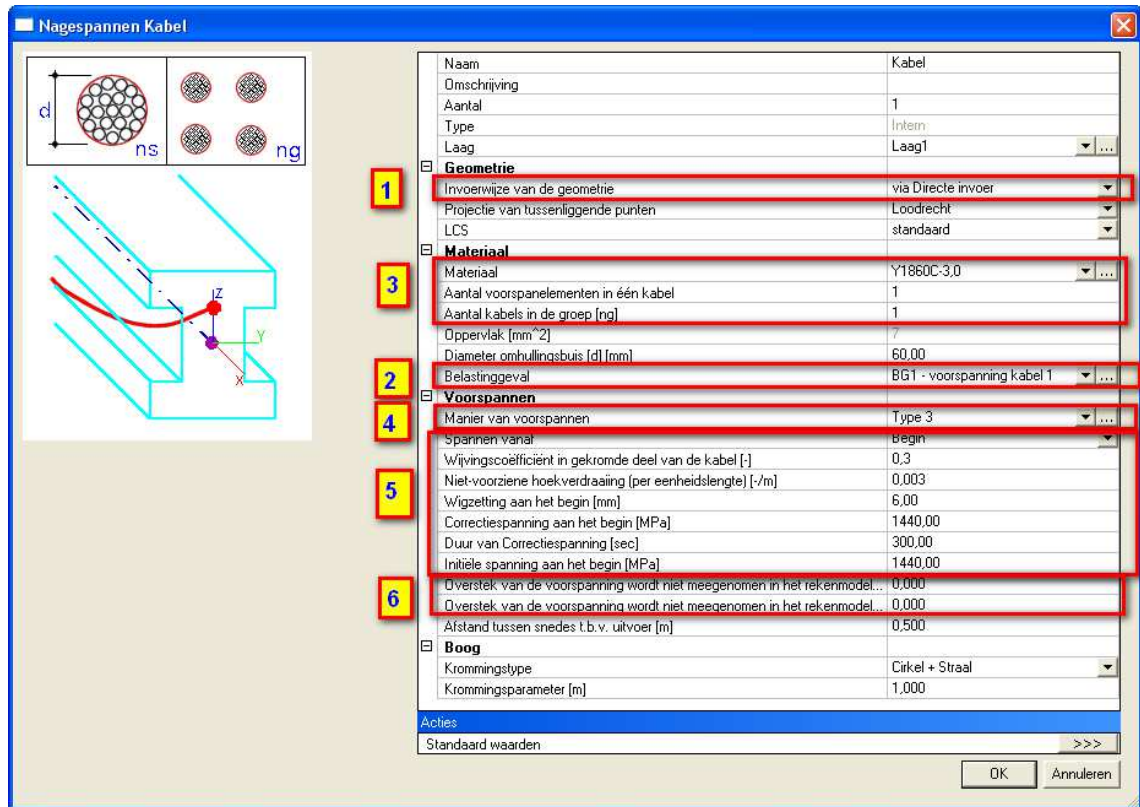 Nagespannen Kabel
d
ns
ng
Z
Y
X
Naam Kabel
Omschrijving
Aantal 1
Type Intern
Laag Laag1
Geometrie
1 Invoerwijze van de geometrie via Directe invoer
Projectie van tussenliggende punten Loodrecht
LCS standaard
Materiaal
3 Materiaal Y1860C-3,0
Aantal voorspanelementen in één kabel 1
Aantal kabels in de groep [ng] 1
Oppervlak [mm^2] 7
Diameter omhullingsbuis [d] [mm] 60,00
2 Belastinggeval BG1 - voorspanning kabel 1
Voorspannen
4 Manier van voorspannen Type 3
5 Spannen vanaf Begin
Wijvingscoëfficiënt in gekromde deel van de kabel [-] 0,3
Niet-voorziene hoekverdraaiing (per eenheidslengte) [-/m] 0,003
Wigzetting aan het begin [mm] 6,00
Correctiespanning aan het begin [MPa] 1440,00
Duur van Correctiespanning [sec] 300,00
Initiële spanning aan het begin [MPa] 1440,00
6 Overstek van de voorspanning wordt niet meegenomen in het rekenmodel... 0,000
Overstek van de voorspanning wordt niet meegenomen in het rekenmodel... 0,000
Afstand tussen snedes t.b.v. uitvoer [m] 0,500
Boog
Krommingstype Cirkel + Straal
Krommingsparameter [m] 1,000
Acties
Standaard waarden >>>
OK Annuleren